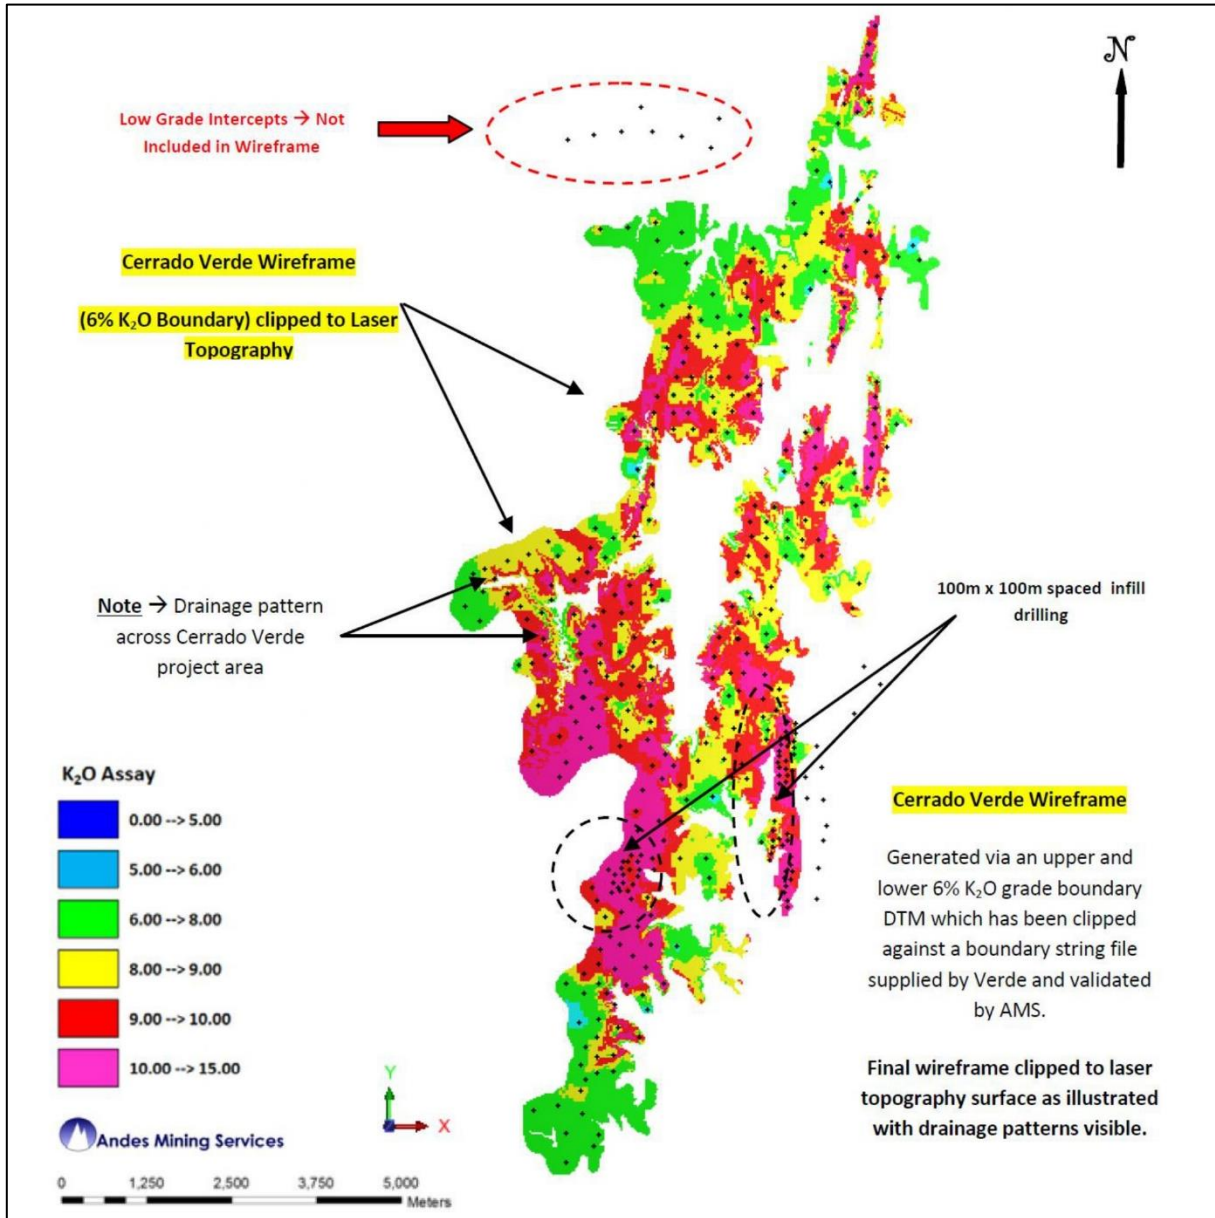 N
Low Grade Intercepts → Not
Included in Wireframe
Cerrado Verde Wireframe
(6% K₂O Boundary) clipped to Laser
Topography
Note → Drainage pattern
across Cerrado Verde
project area
100m x 100m spaced infill
drilling
Cerrado Verde Wireframe
Generated via an upper and
lower 6% K₂O grade boundary
DTM which has been clipped
against a boundary string file
supplied by Verde and validated
by AMS.
Final wireframe clipped to laser
topography surface as illustrated
with drainage patterns visible.
K₂O Assay
0.00 --> 5.00
5.00 --> 6.00
6.00 --> 8.00
8.00 --> 9.00
9.00 --> 10.00
10.00 --> 15.00
Y
X
Andes Mining Services
0 1,250 2,500 3,750 5,000
Meters